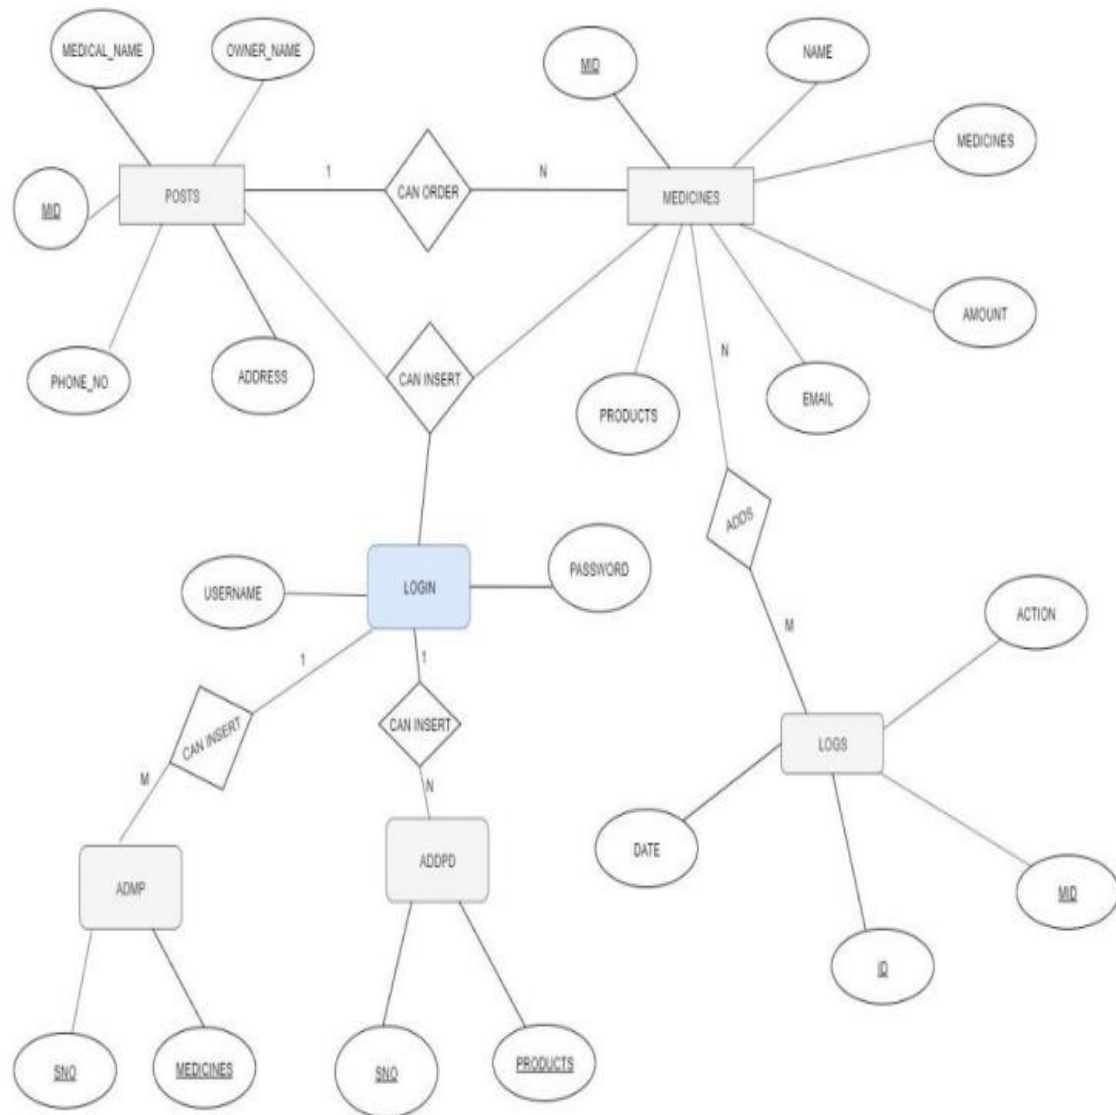 MEDICAL_NAME
OWNER_NAME
MID
NAME
MEDICINES
POSTS
1
CAN ORDER
N
MEDICINES
MID
AMOUNT
PHONE_NO
ADDRESS
CAN INSERT
N
PRODUCTS
EMAIL
ADDS
USERNAME
LOGIN
PASSWORD
M
ACTION
1
1
CAN INSERT
CAN INSERT
LOGS
M
N
DATE
ADMP
ADDPD
MID
ID
SNO
MEDICINES
SNO
PRODUCTS